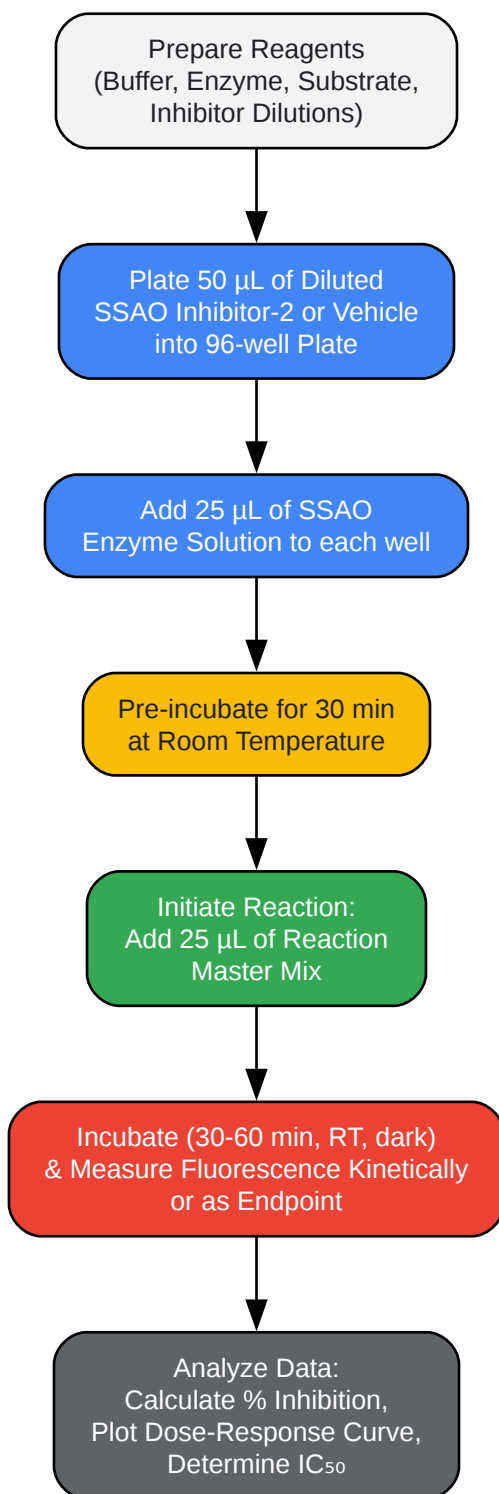 Prepare Reagents
(Buffer, Enzyme, Substrate,
Inhibitor Dilutions)
Plate 50 µL of Diluted
SSAO Inhibitor-2 or Vehicle
into 96-well Plate
Add 25 µL of SSAO
Enzyme Solution to each well
Pre-incubate for 30 min
at Room Temperature
Initiate Reaction:
Add 25 µL of Reaction
Master Mix
Incubate (30-60 min, RT, dark)
& Measure Fluorescence Kinetically
or as Endpoint
Analyze Data:
Calculate % Inhibition,
Plot Dose-Response Curve,
Determine IC₅₀